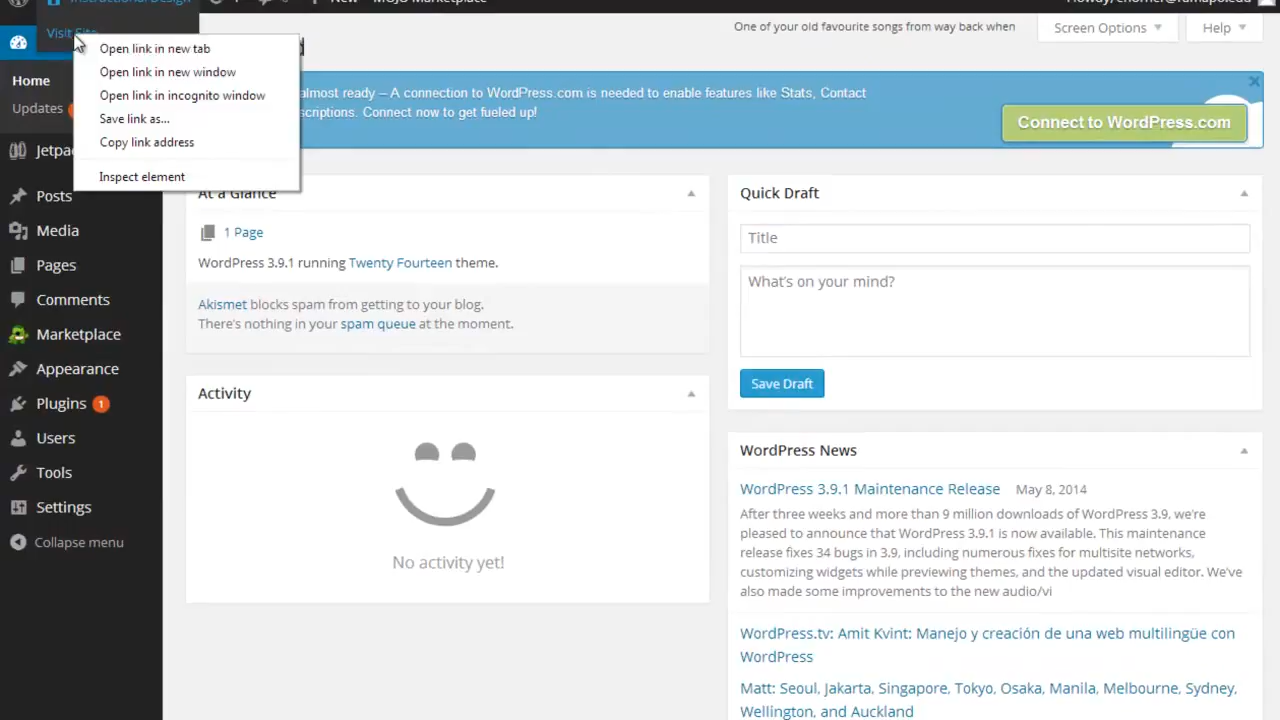 Instructional Design
New
MOJO Marketplace
Howdy,
Visit Site
One of your old favourite songs from way back when
Screen Options
Help
Open link in new tab
Open link in new window
Open link in incognito window
Save link as...
Copy link address
Inspect element
Home
Updates
Jetpa
Posts
Media
Pages
Comments
Marketplace
Appearance
Plugins 1
Users
Tools
Settings
Collapse menu
almost ready – A connection to WordPress.com is needed to enable features like Stats, Contact
scriptions. Connect now to get fueled up!
Connect to WordPress.com
At a Glance
1 Page
WordPress 3.9.1 running Twenty Fourteen theme.
Akismet blocks spam from getting to your blog.
There's nothing in your spam queue at the moment.
Activity
No activity yet!
Quick Draft
Title
What's on your mind?
Save Draft
WordPress News
WordPress 3.9.1 Maintenance Release May 8, 2014
After three weeks and more than 9 million downloads of WordPress 3.9, we're
pleased to announce that WordPress 3.9.1 is now available. This maintenance
release fixes 34 bugs in 3.9, including numerous fixes for multisite networks,
customizing widgets while previewing themes, and the updated visual editor. We've
also made some improvements to the new audio/vi
WordPress.tv: Amit Kvint: Manejo y creación de una web multilingüe con
WordPress
Matt: Seoul, Jakarta, Singapore, Tokyo, Osaka, Manila, Melbourne, Sydney,
Wellington, and Auckland